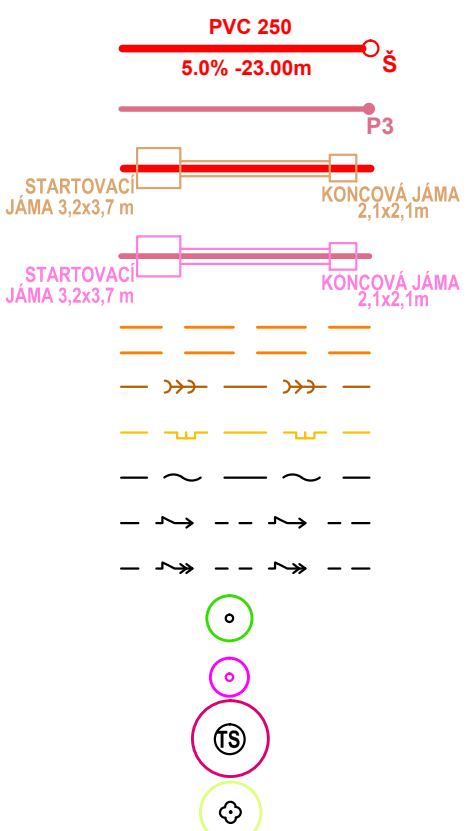 PVC 250
5.0% -23.00m
Š
P3
STARTOVACÍ
JÁMA 3,2x3,7 m
KONCOVÁ JÁMA
2,1x2,1m
STARTOVACÍ
JÁMA 3,2x3,7 m
KONCOVÁ JÁMA
2,1x2,1m
TS